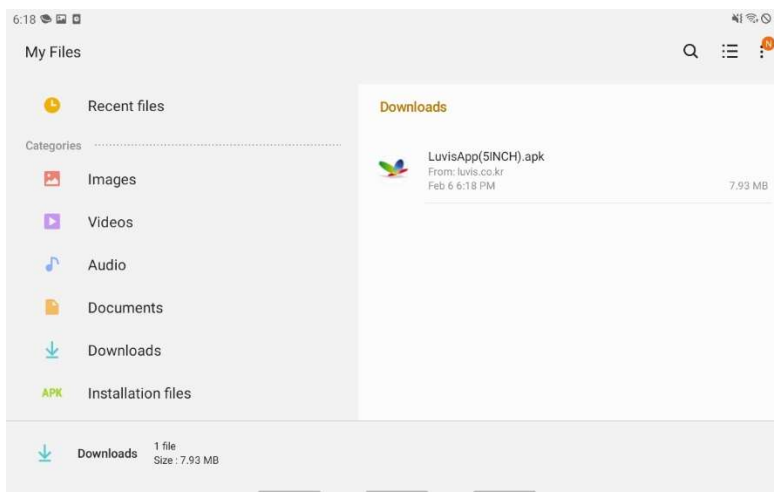 6:18
My Files
N
Recent files
Categories
Images
Videos
Audio
Documents
Downloads
APK Installation files
Downloads
LuvisApp(5INCH).apk
From: luvis.co.kr
Feb 6 6:18 PM
7.93 MB
Downloads
1 file
Size : 7.93 MB